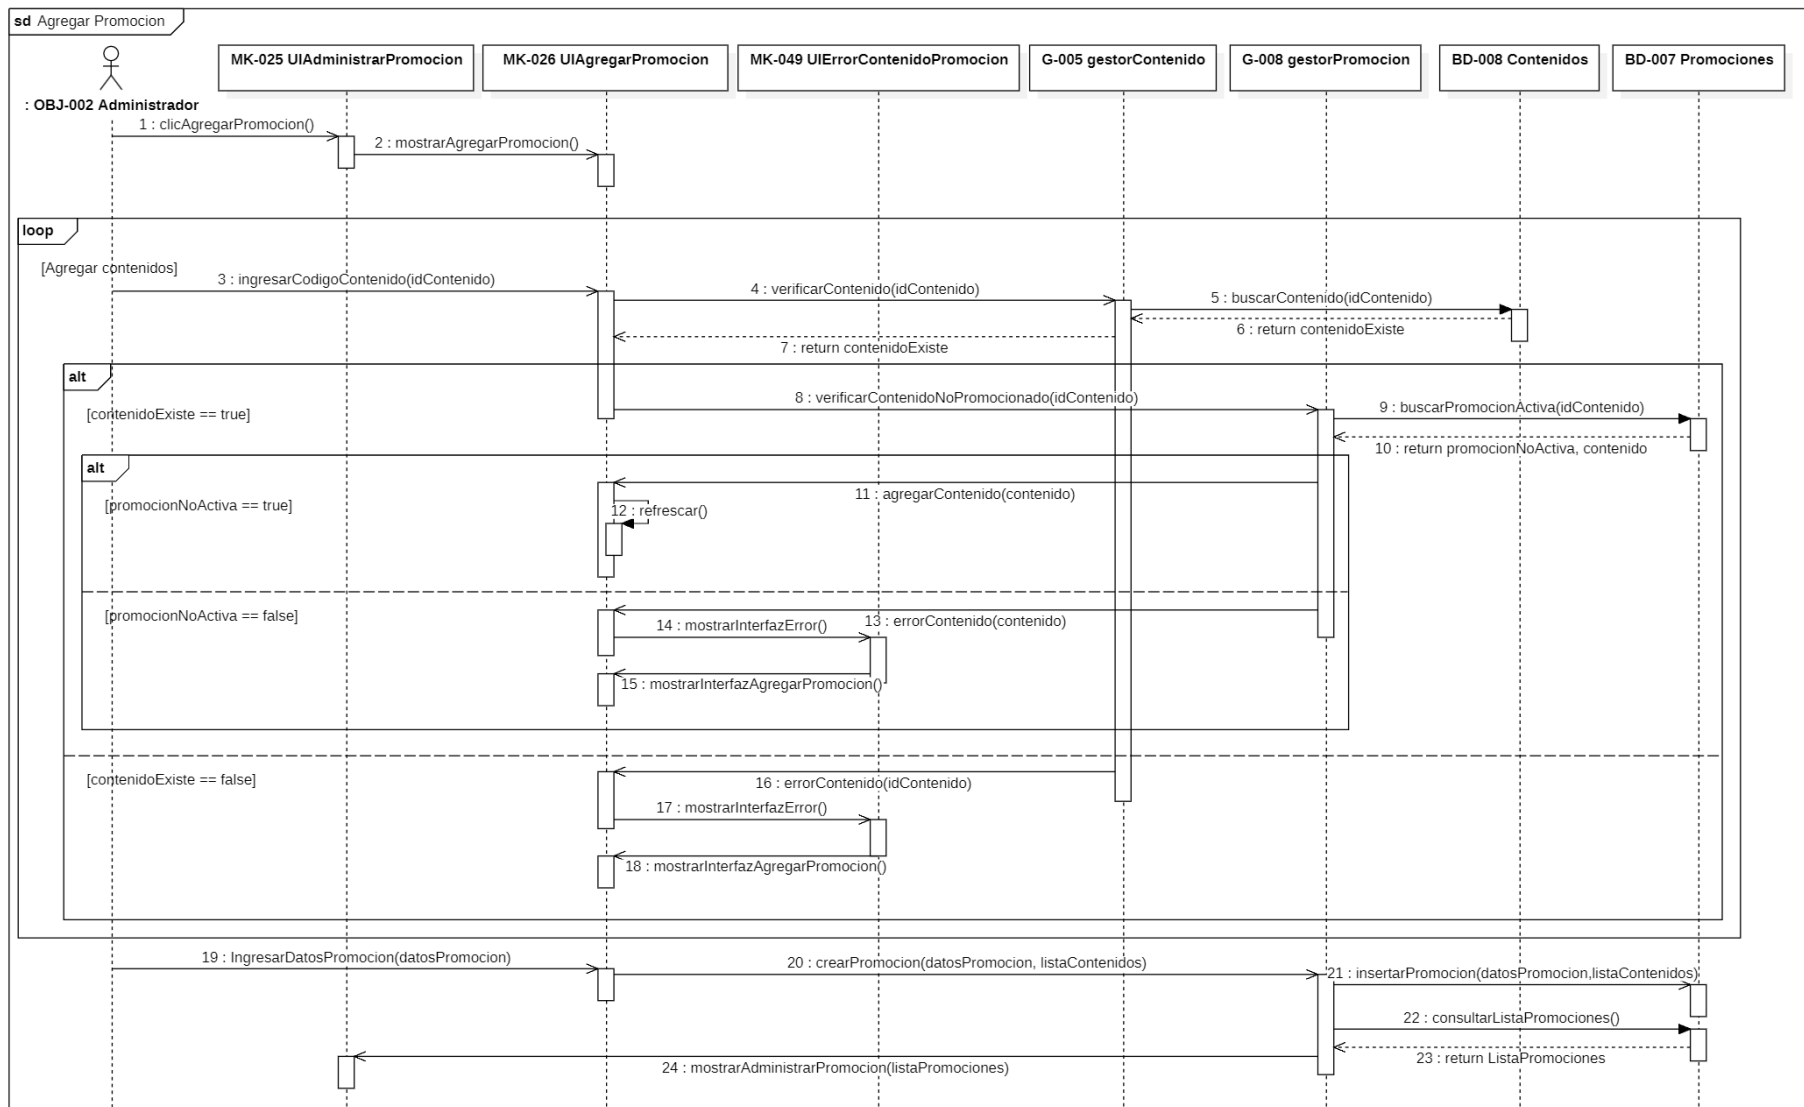 sd Agregar Promocion
: OBJ-002 Administrador
MK-025 UIAdministrarPromocion
MK-026 UIAgregarPromocion
MK-049 UIErrorContenidoPromocion
G-005 gestorContenido
G-008 gestorPromocion
BD-008 Contenidos
BD-007 Promociones
1 : clicAgregarPromocion()
2 : mostrarAgregarPromocion()
loop
[Agregar contenidos]
3 : ingresarCodigoContenido(idContenido)
4 : verificarContenido(idContenido)
5 : buscarContenido(idContenido)
6 : return contenidoExiste
7 : return contenidoExiste
alt
[contenidoExiste == true]
8 : verificarContenidoNoPromocionado(idContenido)
9 : buscarPromocionActiva(idContenido)
10 : return promocionNoActiva, contenido
alt
[promocionNoActiva == true]
11 : agregarContenido(contenido)
12 : refrescar()
[promocionNoActiva == false]
13 : errorContenido(contenido)
14 : mostrarInterfazError()
15 : mostrarInterfazAgregarPromocion()
[contenidoExiste == false]
16 : errorContenido(idContenido)
17 : mostrarInterfazError()
18 : mostrarInterfazAgregarPromocion()
19 : IngresarDatosPromocion(datosPromocion)
20 : crearPromocion(datosPromocion, listaContenidos)
21 : insertarPromocion(datosPromocion,listaContenidos)
22 : consultarListaPromociones()
23 : return ListaPromociones
24 : mostrarAdministrarPromocion(listaPromociones)